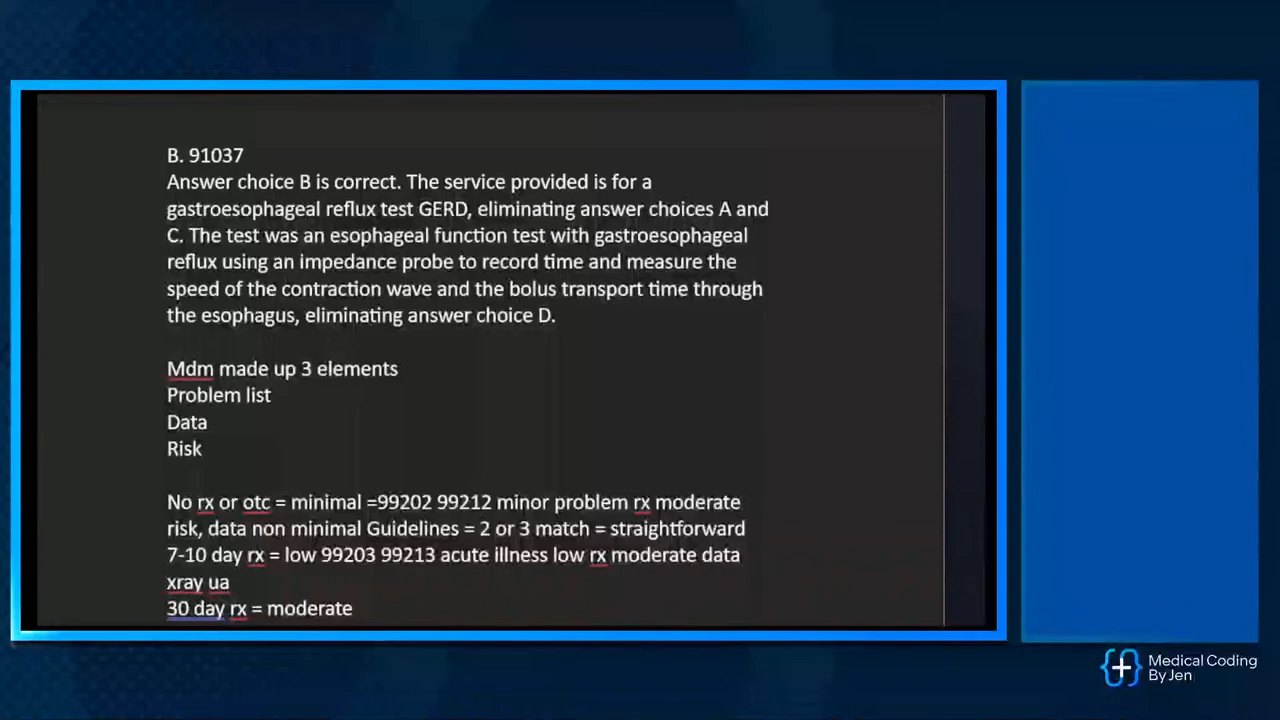 B. 91037
Answer choice B is correct. The service provided is for a
gastroesophageal reflux test GERD, eliminating answer choices A and
C. The test was an esophageal function test with gastroesophageal
reflux using an impedance probe to record time and measure the
speed of the contraction wave and the bolus transport time through
the esophagus, eliminating answer choice D.
Mdm made up 3 elements
Problem list
Data
Risk
No rx or otc = minimal =99202 99212 minor problem rx moderate
risk, data non minimal Guidelines = 2 or 3 match = straightforward
7-10 day rx = low 99203 99213 acute illness low rx moderate data
xray ua
30 day rx = moderate
Medical Coding
By Jen